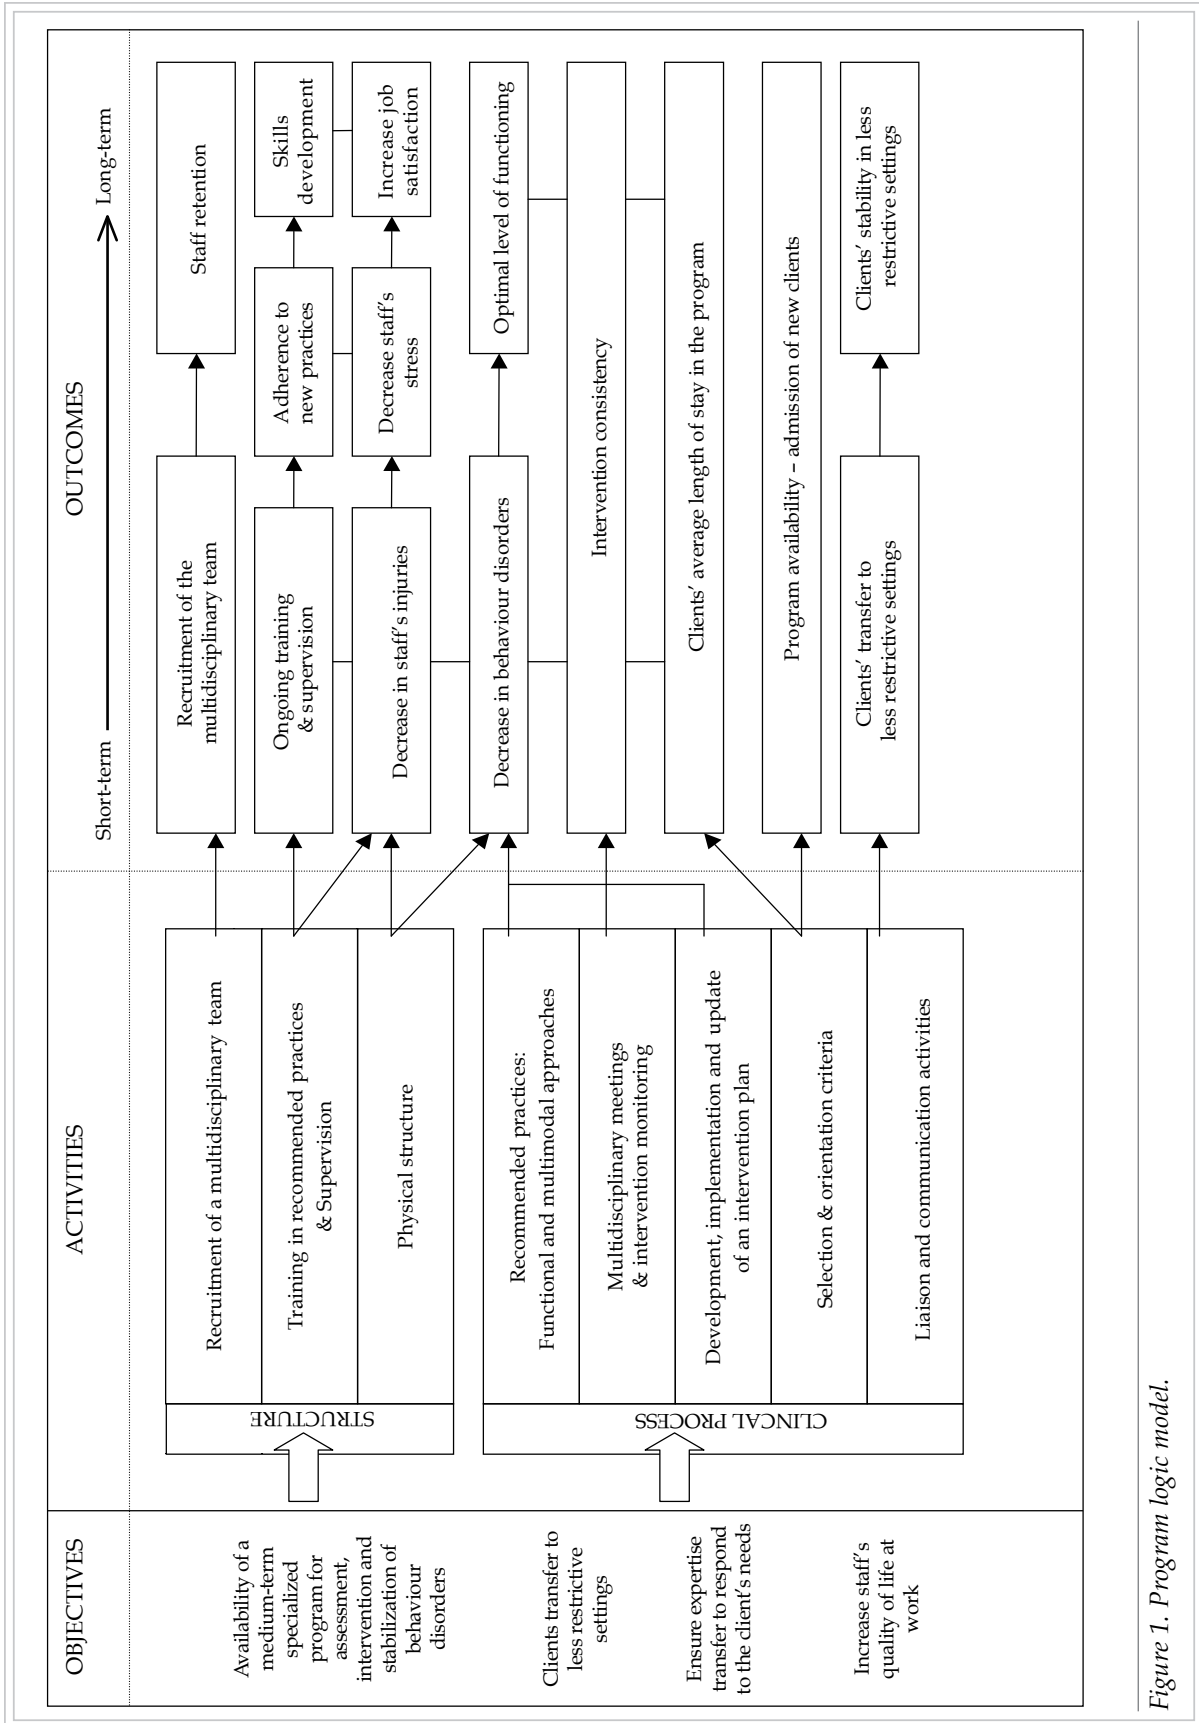 OBJECTIVES
ACTIVITIES
OUTCOMES
Short-term
Long-term
Availability of a
medium-term
specialized
program for
assessment,
intervention and
stabilization of
behaviour
disorders
Clients transfer to
less restrictive
settings
Ensure expertise
transfer to respond
to the client's needs
Increase staff's
quality of life at
work
STRUCTURE
Recruitment of a multidisciplinary team
Training in recommended practices
& Supervision
Physical structure
CLINCAL PROCESS
Recommended practices:
Functional and multimodal approaches
Multidisciplinary meetings
& intervention monitoring
Development, implementation and update
of an intervention plan
Selection & orientation criteria
Liaison and communication activities
Recruitment of the
multidisciplinary team
Staff retention
Ongoing training
& supervision
Adherence to
new practices
Skills
development
Decrease in staff's injuries
Decrease staff's
stress
Increase job
satisfaction
Decrease in behaviour disorders
Optimal level of functioning
Intervention consistency
Clients' average length of stay in the program
Program availability – admission of new clients
Clients' transfer to
less restrictive settings
Clients' stability in less
restrictive settings
Figure 1. Program logic model.